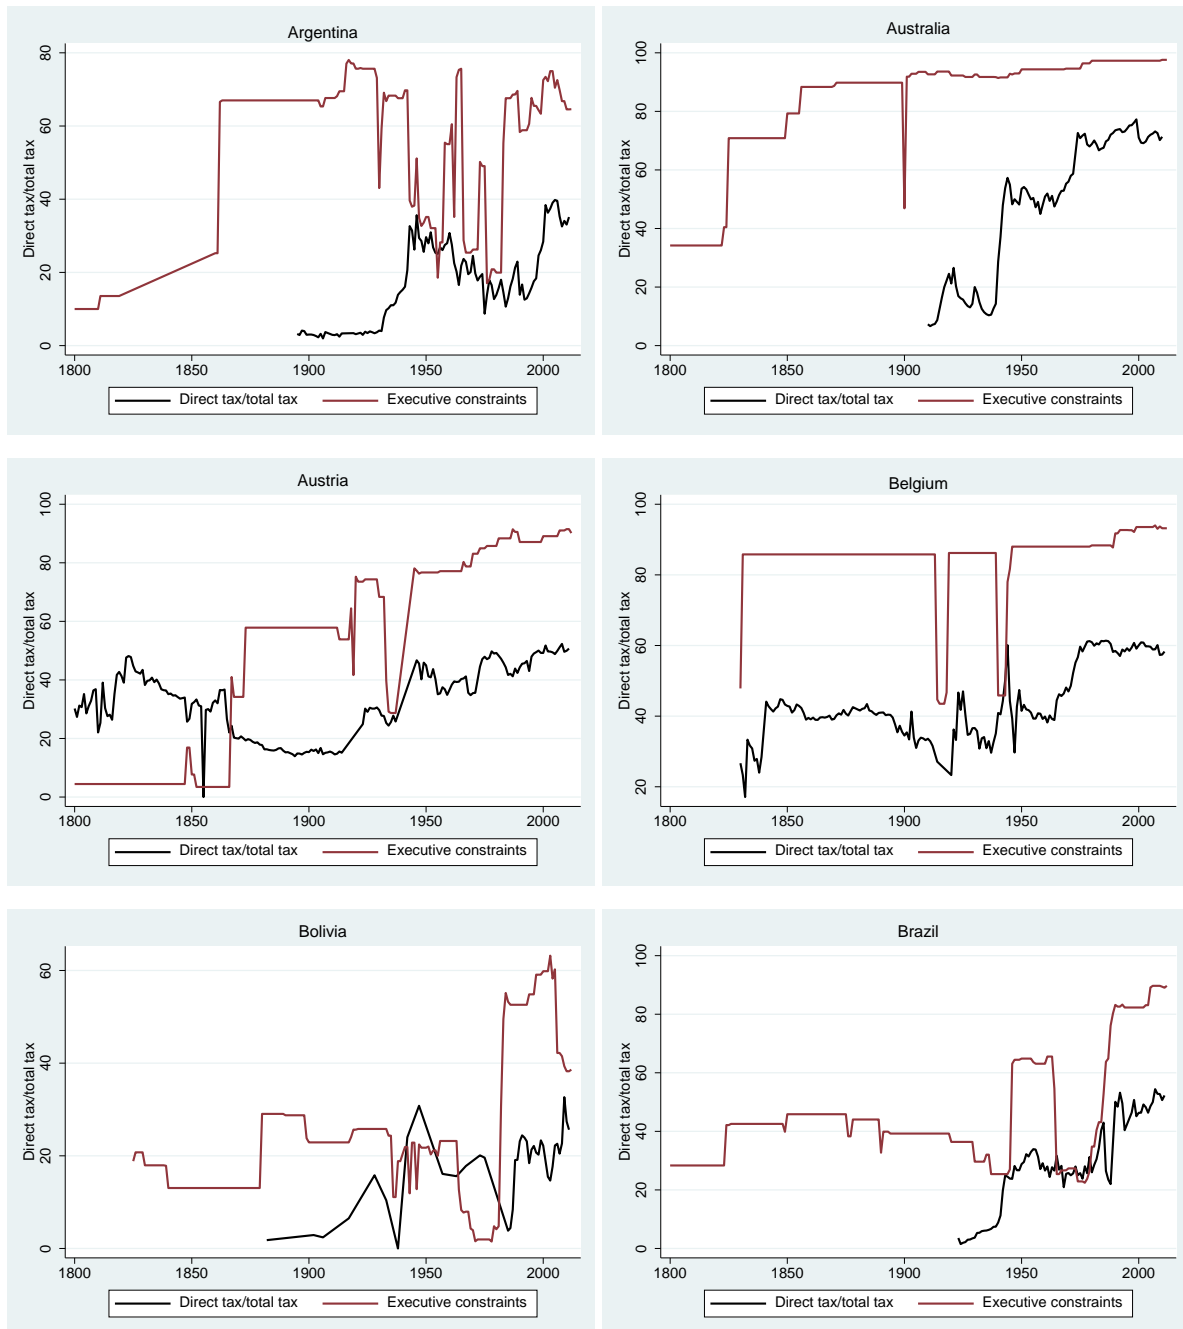 Argentina
Direct tax/total tax
80
60
40
20
0
1800 1850 1900 1950 2000
Direct tax/total tax Executive constraints
Australia
Direct tax/total tax
100
80
60
40
20
0
1800 1850 1900 1950 2000
Direct tax/total tax Executive constraints
Austria
Direct tax/total tax
100
80
60
40
20
0
1800 1850 1900 1950 2000
Direct tax/total tax Executive constraints
Belgium
Direct tax/total tax
100
80
60
40
20
1800 1850 1900 1950 2000
Direct tax/total tax Executive constraints
Bolivia
Direct tax/total tax
60
40
20
0
1800 1850 1900 1950 2000
Direct tax/total tax Executive constraints
Brazil
Direct tax/total tax
100
80
60
40
20
0
1800 1850 1900 1950 2000
Direct tax/total tax Executive constraints